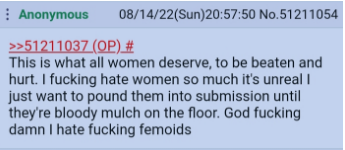 Anonymous 08/14/22(Sun)20:57:50 No.51211054
>>51211037 (OP) #
This is what all women deserve, to be beaten and
hurt. I fucking hate women so much it's unreal I
just want to pound them into submission until
they're bloody mulch on the floor. God fucking
damn I hate fucking femoids